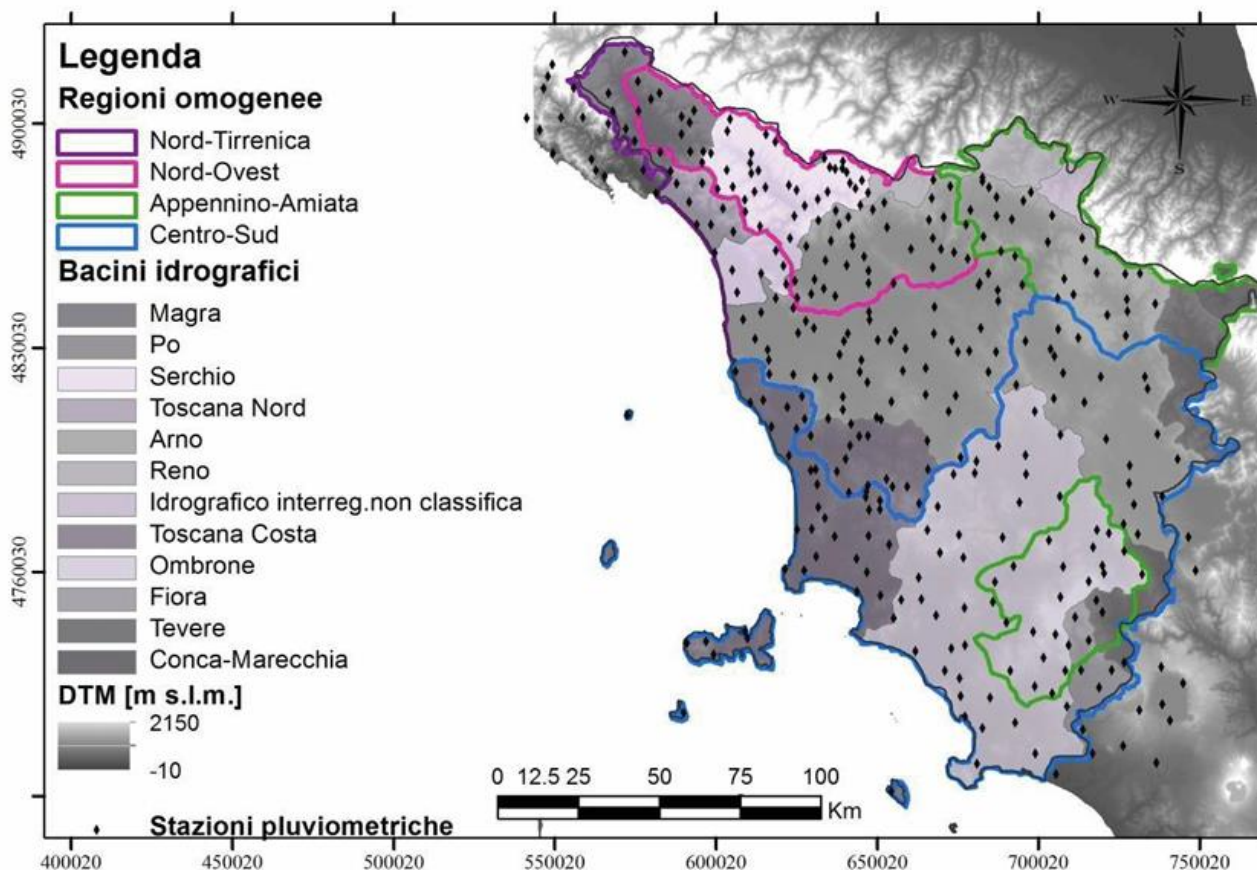 Legenda
Regioni omogenee
Nord-Tirrenica
Nord-Ovest
Appennino-Amiata
Centro-Sud
Bacini idrografici
Magra
Po
Serchio
Toscana Nord
Arno
Reno
Idrografico interreg.non classifica
Toscana Costa
Ombrone
Fiora
Tevere
Conca-Marecchia
DTM [m s.l.m.]
2150
-10
Stazioni pluviometriche
N
W E
S
0 12.5 25 50 75 100
Km
4900030
4830030
4760030
400020 450020 500020 550020 600020 650020 700020 750020